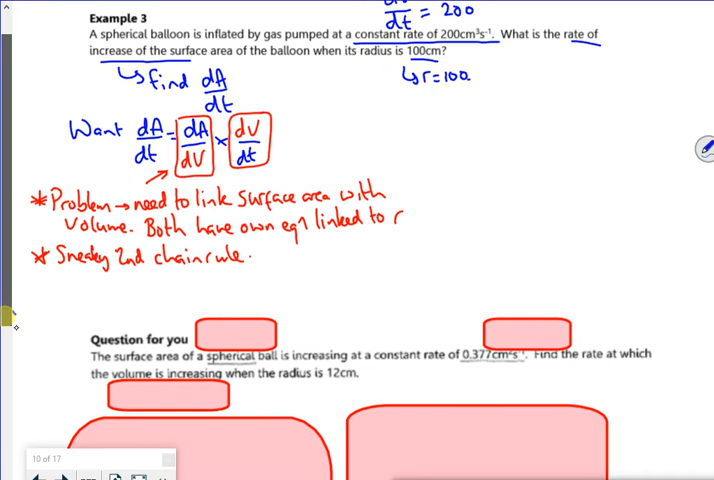 Example 3
dt = 200
A spherical balloon is inflated by gas pumped at a constant rate of 200cm³s⁻¹. What is the rate of
increase of the surface area of the balloon when its radius is 100cm?
↳ find dA/dt
↳ r=100
Want dA/dt = dA/dV × dV/dt
* Problem → need to link surface area with
Volume. Both have own eqn linked to r
* Sneaky 2nd chain rule.
Question for you
The surface area of a spherical ball is increasing at a constant rate of 0.377cm²s⁻¹. Find the rate at which
the volume is increasing when the radius is 12cm.
10 of 17